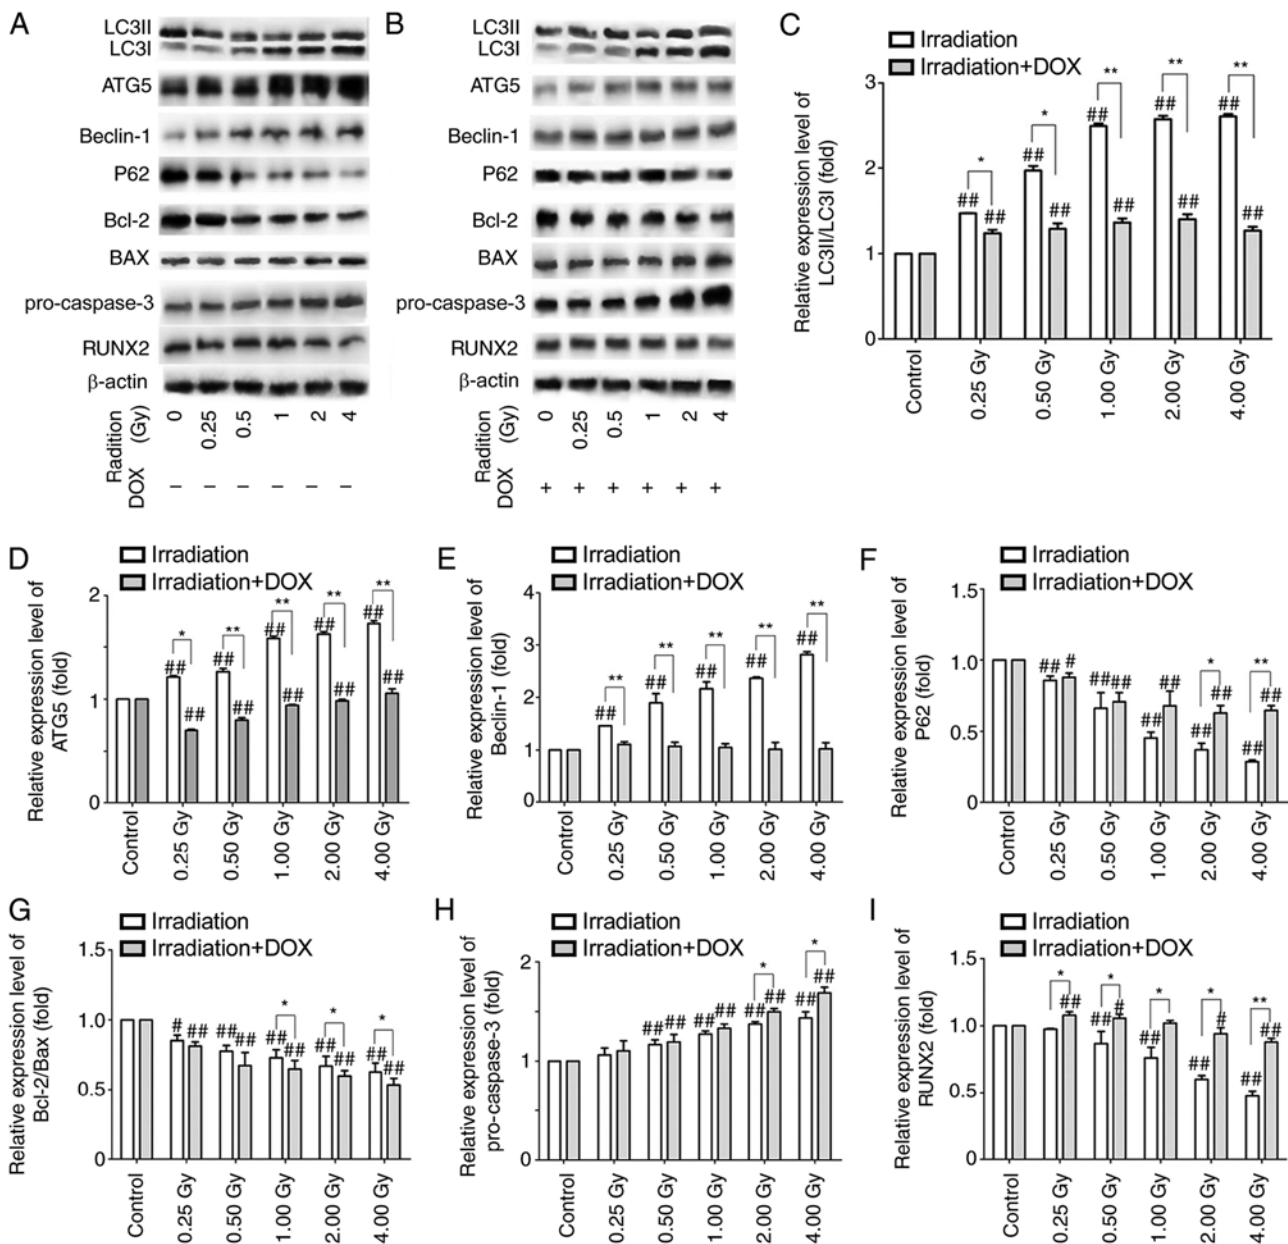 A
LC3II
LC3I
ATG5
Beclin-1
P62
Bcl-2
BAX
pro-caspase-3
RUNX2
β-actin
Radition (Gy)
0 0.25 0.5 1 2 4
DOX − − − − − −
B
LC3II
LC3I
ATG5
Beclin-1
P62
Bcl-2
BAX
pro-caspase-3
RUNX2
β-actin
Radition (Gy)
0 0.25 0.5 1 2 4
DOX + + + + + +
C
Irradiation
Irradiation+DOX
Relative expression level of
LC3II/LC3I (fold)
3
2
1
0
** ** **
* *
## ## ## ## ##
## ## ## ## ##
Control 0.25 Gy 0.50 Gy 1.00 Gy 2.00 Gy 4.00 Gy
D
Irradiation
Irradiation+DOX
Relative expression level of
ATG5 (fold)
2
1
0
* ** ** ** **
## ## ## ## ##
## ## ## ## ##
Control 0.25 Gy 0.50 Gy 1.00 Gy 2.00 Gy 4.00 Gy
E
Irradiation
Irradiation+DOX
Relative expression level of
Beclin-1 (fold)
4
3
2
1
0
** ** ** ** **
## ## ## ## ##
Control 0.25 Gy 0.50 Gy 1.00 Gy 2.00 Gy 4.00 Gy
F
Irradiation
Irradiation+DOX
Relative expression level of
P62 (fold)
1.5
1.0
0.5
0
* **
## # ## ## ## ## ## ## ## ##
Control 0.25 Gy 0.50 Gy 1.00 Gy 2.00 Gy 4.00 Gy
G
Irradiation
Irradiation+DOX
Relative expression level of
Bcl-2/Bax (fold)
1.5
1.0
0.5
0
* * *
# ## ## ## ## ## ## ## ## ##
Control 0.25 Gy 0.50 Gy 1.00 Gy 2.00 Gy 4.00 Gy
H
Irradiation
Irradiation+DOX
Relative expression level of
pro-caspase-3 (fold)
2
1
0
* *
## ## ## ## ## ## ## ##
Control 0.25 Gy 0.50 Gy 1.00 Gy 2.00 Gy 4.00 Gy
I
Irradiation
Irradiation+DOX
Relative expression level of
RUNX2 (fold)
1.5
1.0
0.5
0
* * * * **
## ## # ## ## # ## ##
Control 0.25 Gy 0.50 Gy 1.00 Gy 2.00 Gy 4.00 Gy